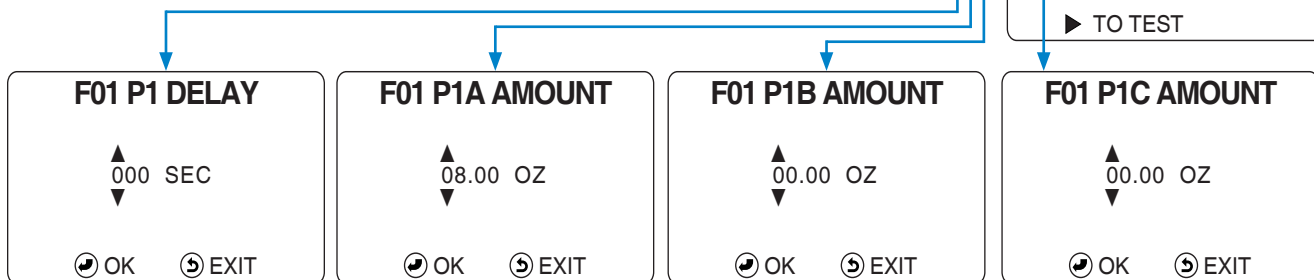 ▶ TO TEST
F01 P1 DELAY
000 SEC
OK EXIT
F01 P1A AMOUNT
08.00 OZ
OK EXIT
F01 P1B AMOUNT
00.00 OZ
OK EXIT
F01 P1C AMOUNT
00.00 OZ
OK EXIT